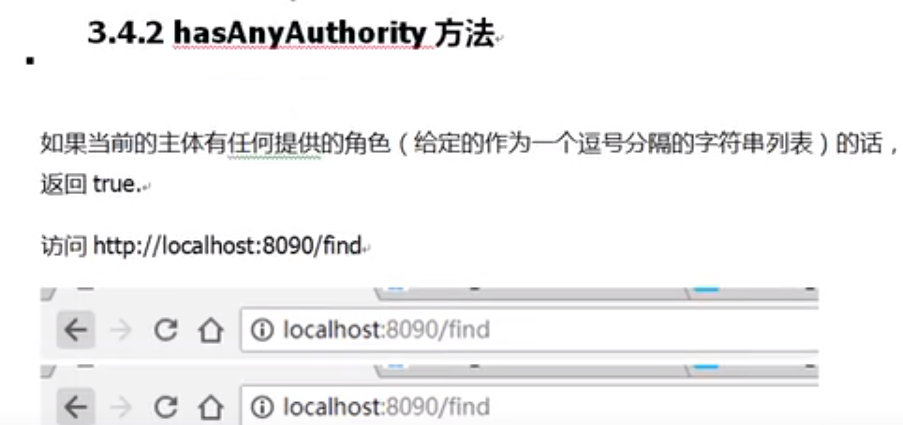 3.4.2 hasAnyAuthority 方法
如果当前的主体有任何提供的角色（给定的作为一个逗号分隔的字符串列表）的话，
返回 true.
访问 http://localhost:8090/find
localhost:8090/find
localhost:8090/find